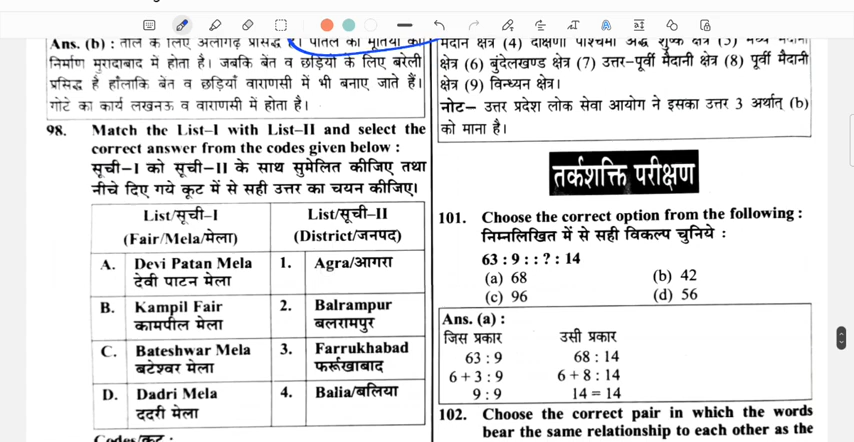 Ans. (b) : ताले के लिए अलीगढ़ प्रसिद्ध है। पीतल की मूर्तियों का
निर्माण मुरादाबाद में होता है। जबकि बेंत व छड़ियों के लिए बरेली
प्रसिद्ध है हाँलाकि बेंत व छड़ियाँ वाराणसी में भी बनाए जाते हैं।
गोटे का कार्य लखनऊ व वाराणसी में होता है।
98. Match the List–I with List–II and select the
correct answer from the codes given below :
सूची–I को सूची–II के साथ सुमेलित कीजिए तथा
नीचे दिए गये कूट में से सही उत्तर का चयन कीजिए।
List/सूची–I List/सूची–II
(Fair/Mela/मेला) (District/जनपद)
A. Devi Patan Mela 1. Agra/आगरा
देवी पाटन मेला
B. Kampil Fair 2. Balrampur
कामपील मेला बलरामपुर
C. Bateshwar Mela 3. Farrukhabad
बटेश्वर मेला फर्रूखाबाद
D. Dadri Mela 4. Balia/बलिया
ददरी मेला
Codes/कूट :
मैदान क्षेत्र (4) दक्षिणी पश्चिमी अर्द्ध शुष्क क्षेत्र (5) मध्य मैदानी
क्षेत्र (6) बुंदेलखण्ड क्षेत्र (7) उत्तर–पूर्वी मैदानी क्षेत्र (8) पूर्वी मैदानी
क्षेत्र (9) विन्ध्यन क्षेत्र।
नोट– उत्तर प्रदेश लोक सेवा आयोग ने इसका उत्तर 3 अर्थात् (b)
को माना है।
तर्कशक्ति परीक्षण
101. Choose the correct option from the following :
निम्नलिखित में से सही विकल्प चुनिये :
63 : 9 : : ? : 14
(a) 68 (b) 42
(c) 96 (d) 56
Ans. (a) :
जिस प्रकार उसी प्रकार
63 : 9 68 : 14
6 + 3 : 9 6 + 8 : 14
9 : 9 14 = 14
102. Choose the correct pair in which the words
bear the same relationship to each other as the